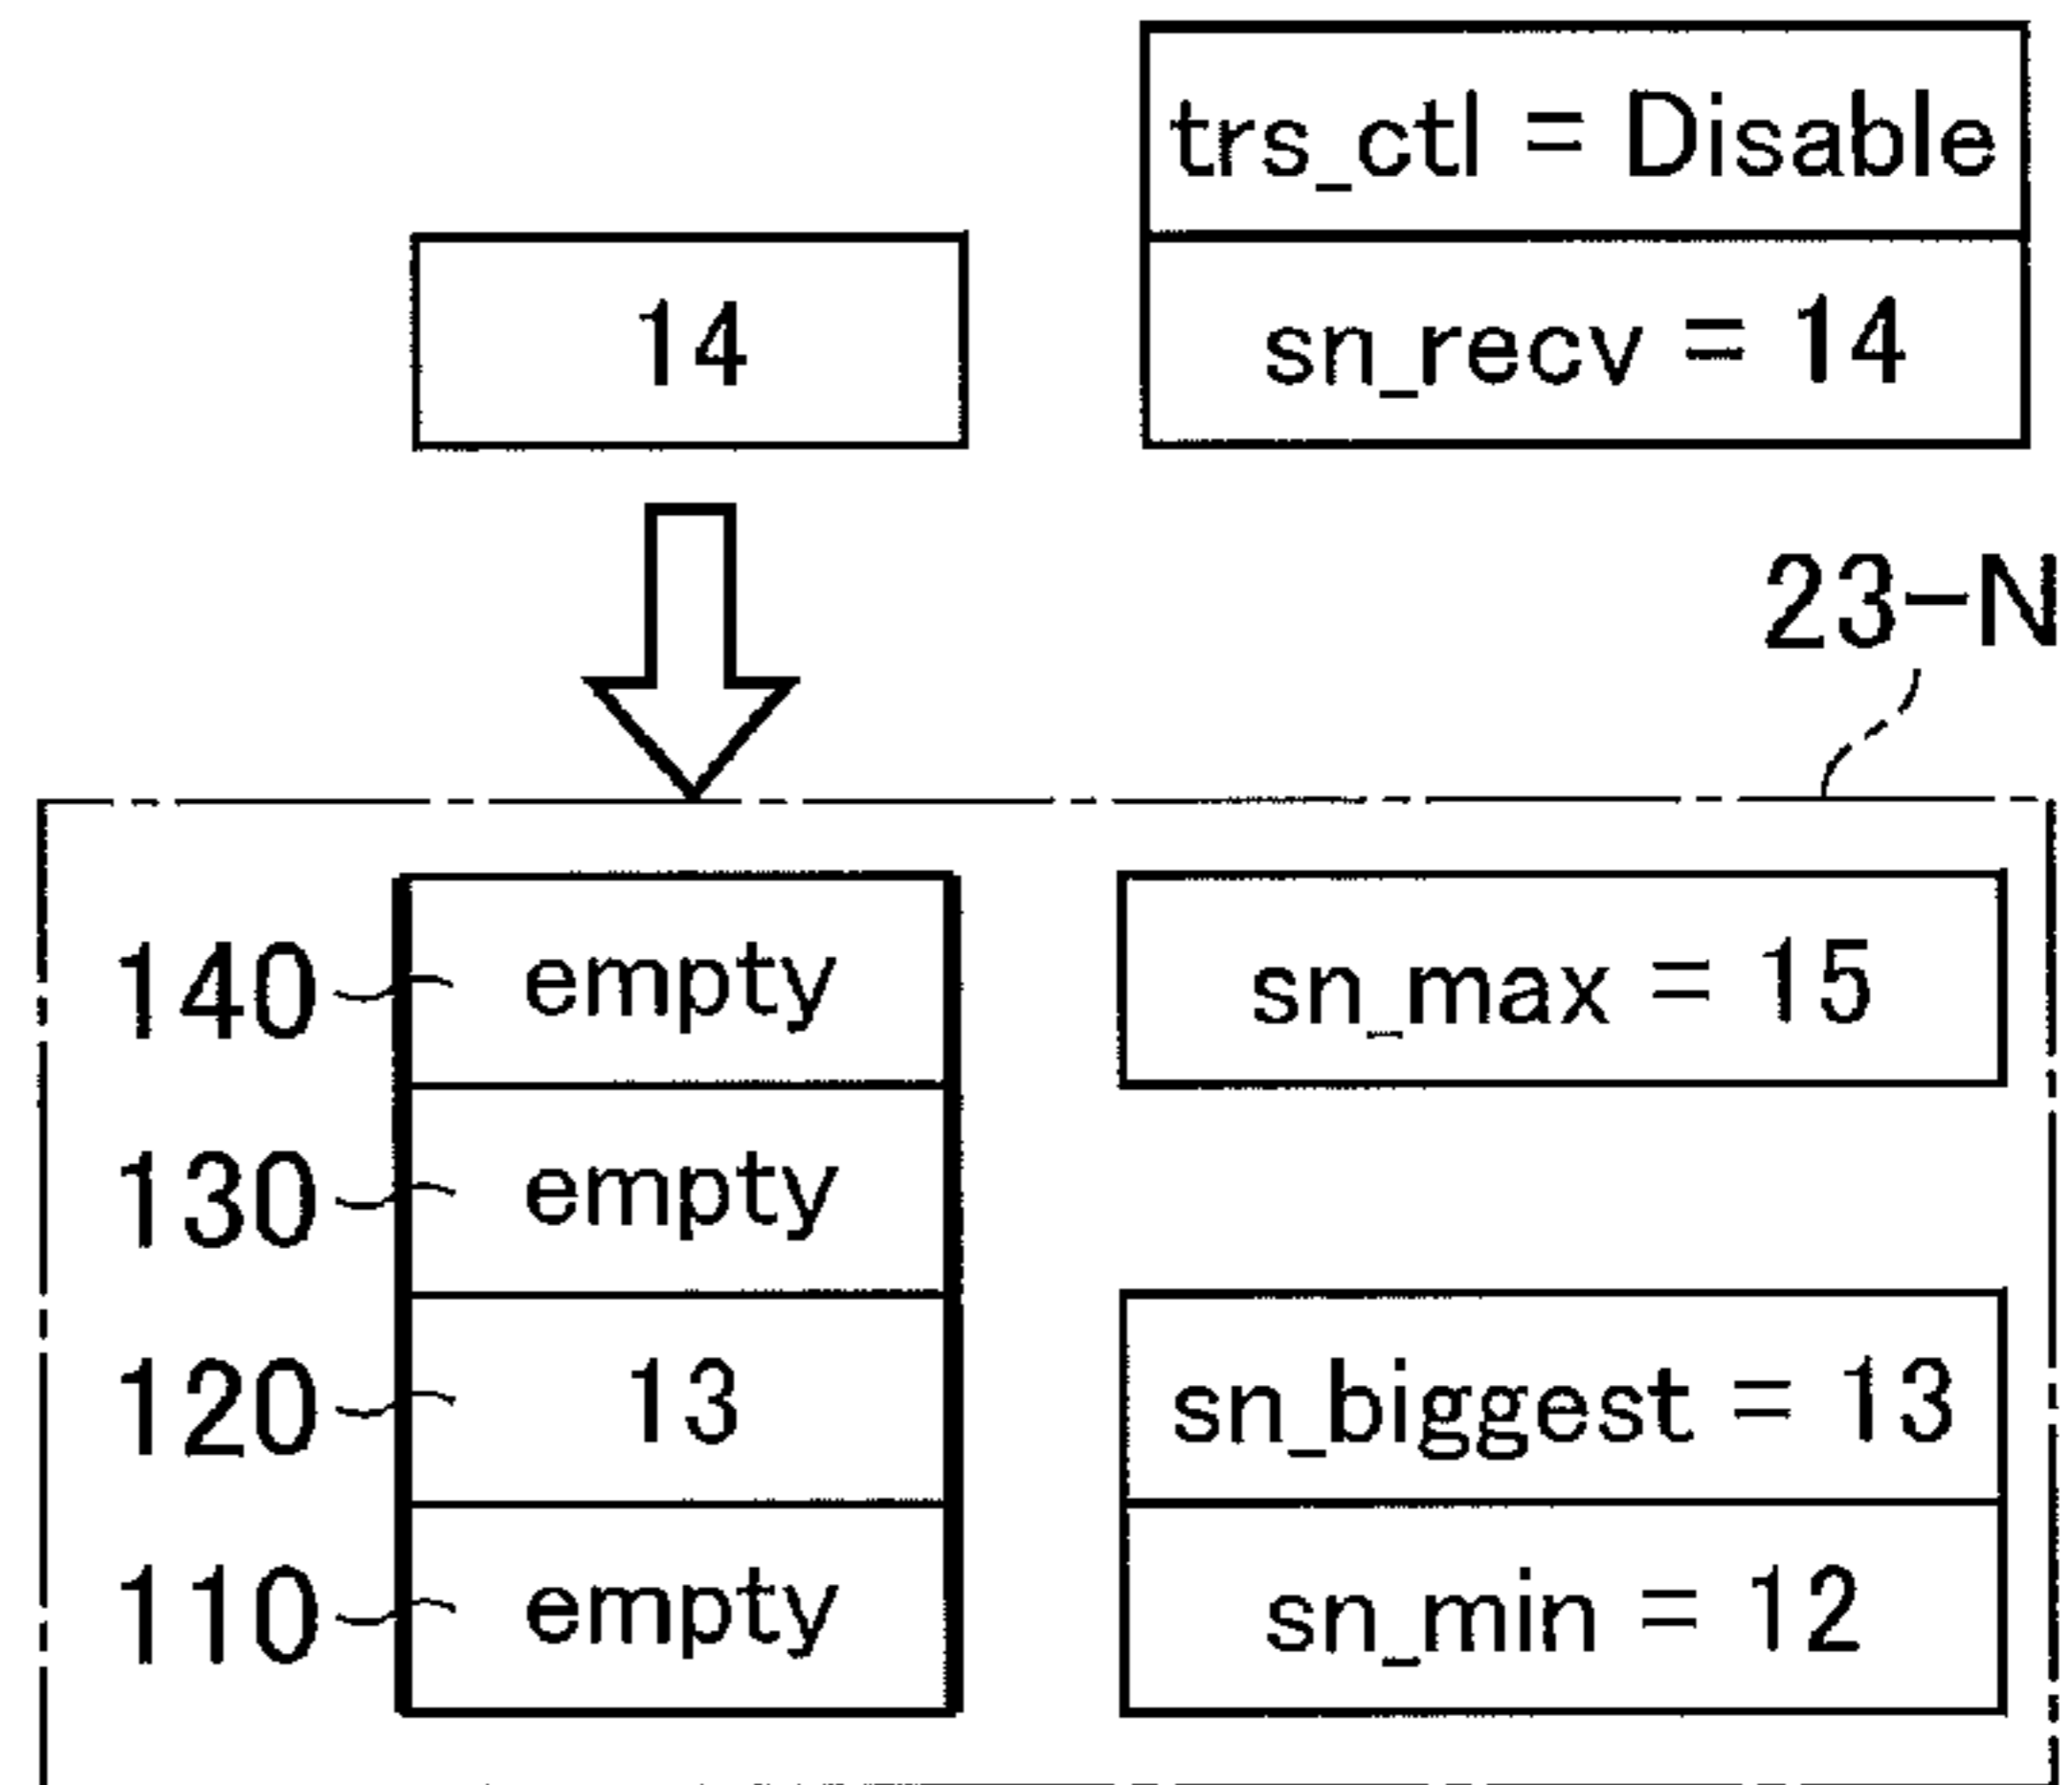 trs_ctl = Disable
14
sn_recv = 14
23-N
140 empty
sn_max = 15
130 empty
120 13
sn_biggest = 13
110 empty
sn_min = 12